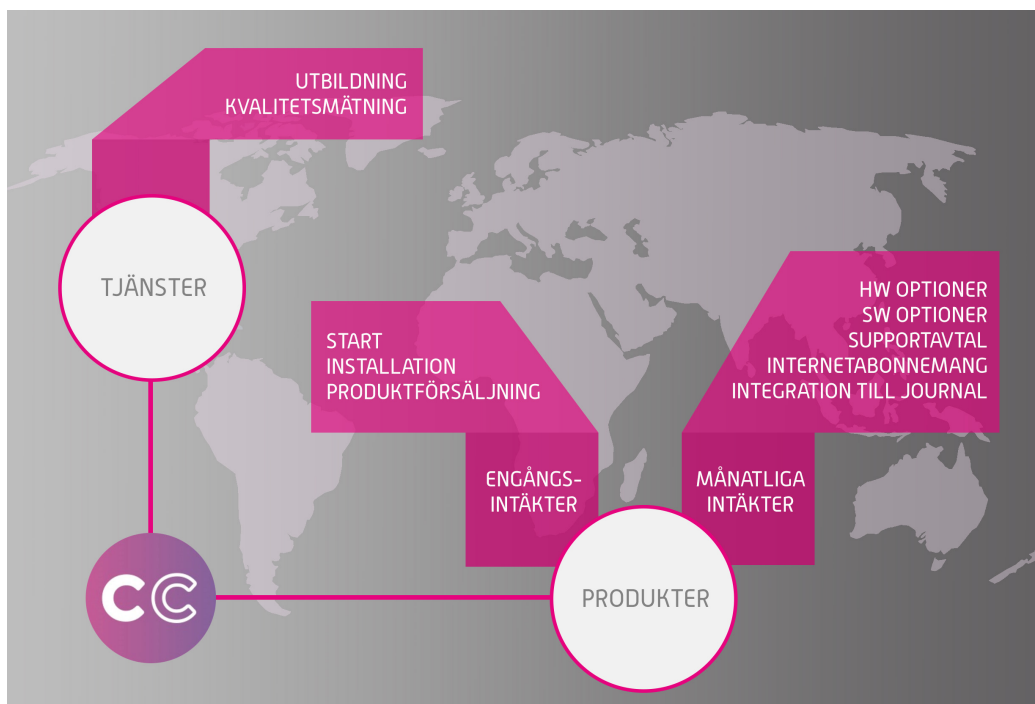 UTBILDNING
KVALITETSMÄTNING
TJÄNSTER
START
INSTALLATION
PRODUKTFÖRSÄLJNING
ENGÅNGS-
INTÄKTER
HW OPTIONER
SW OPTIONER
SUPPORTAVTAL
INTERNETABONNEMANG
INTEGRATION TILL JOURNAL
MÅNATLIGA
INTÄKTER
CC
PRODUKTER